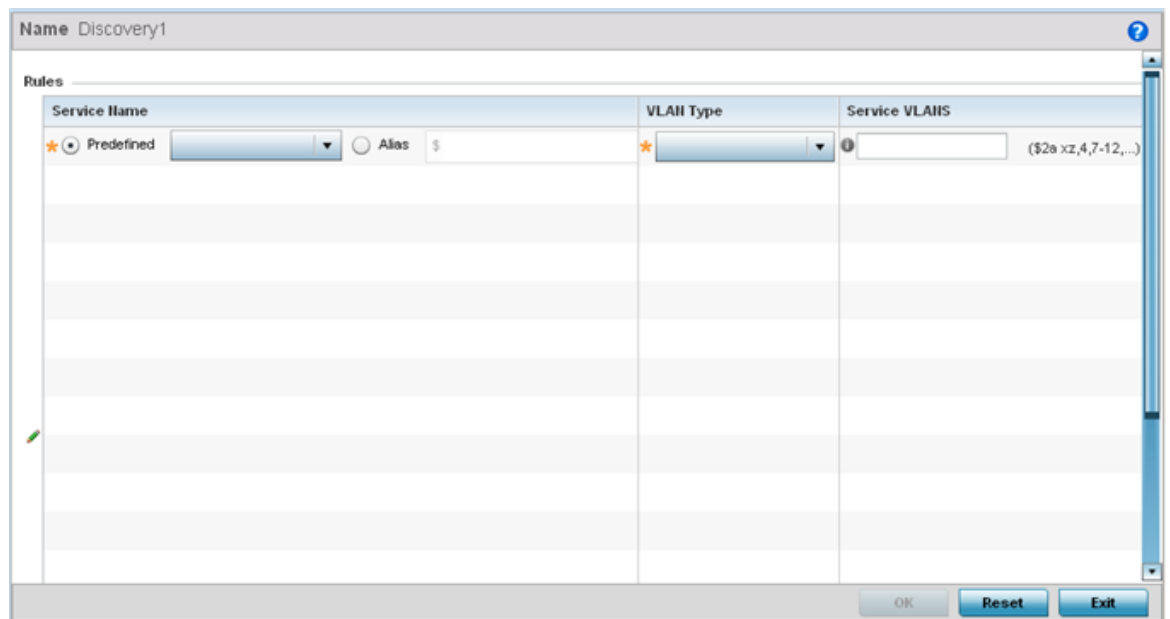 Name Discovery1
Rules
Service Name VLAN Type Service VLANS
Predefined Alias $ ($2a xz,4,7-12,...)
OK Reset Exit